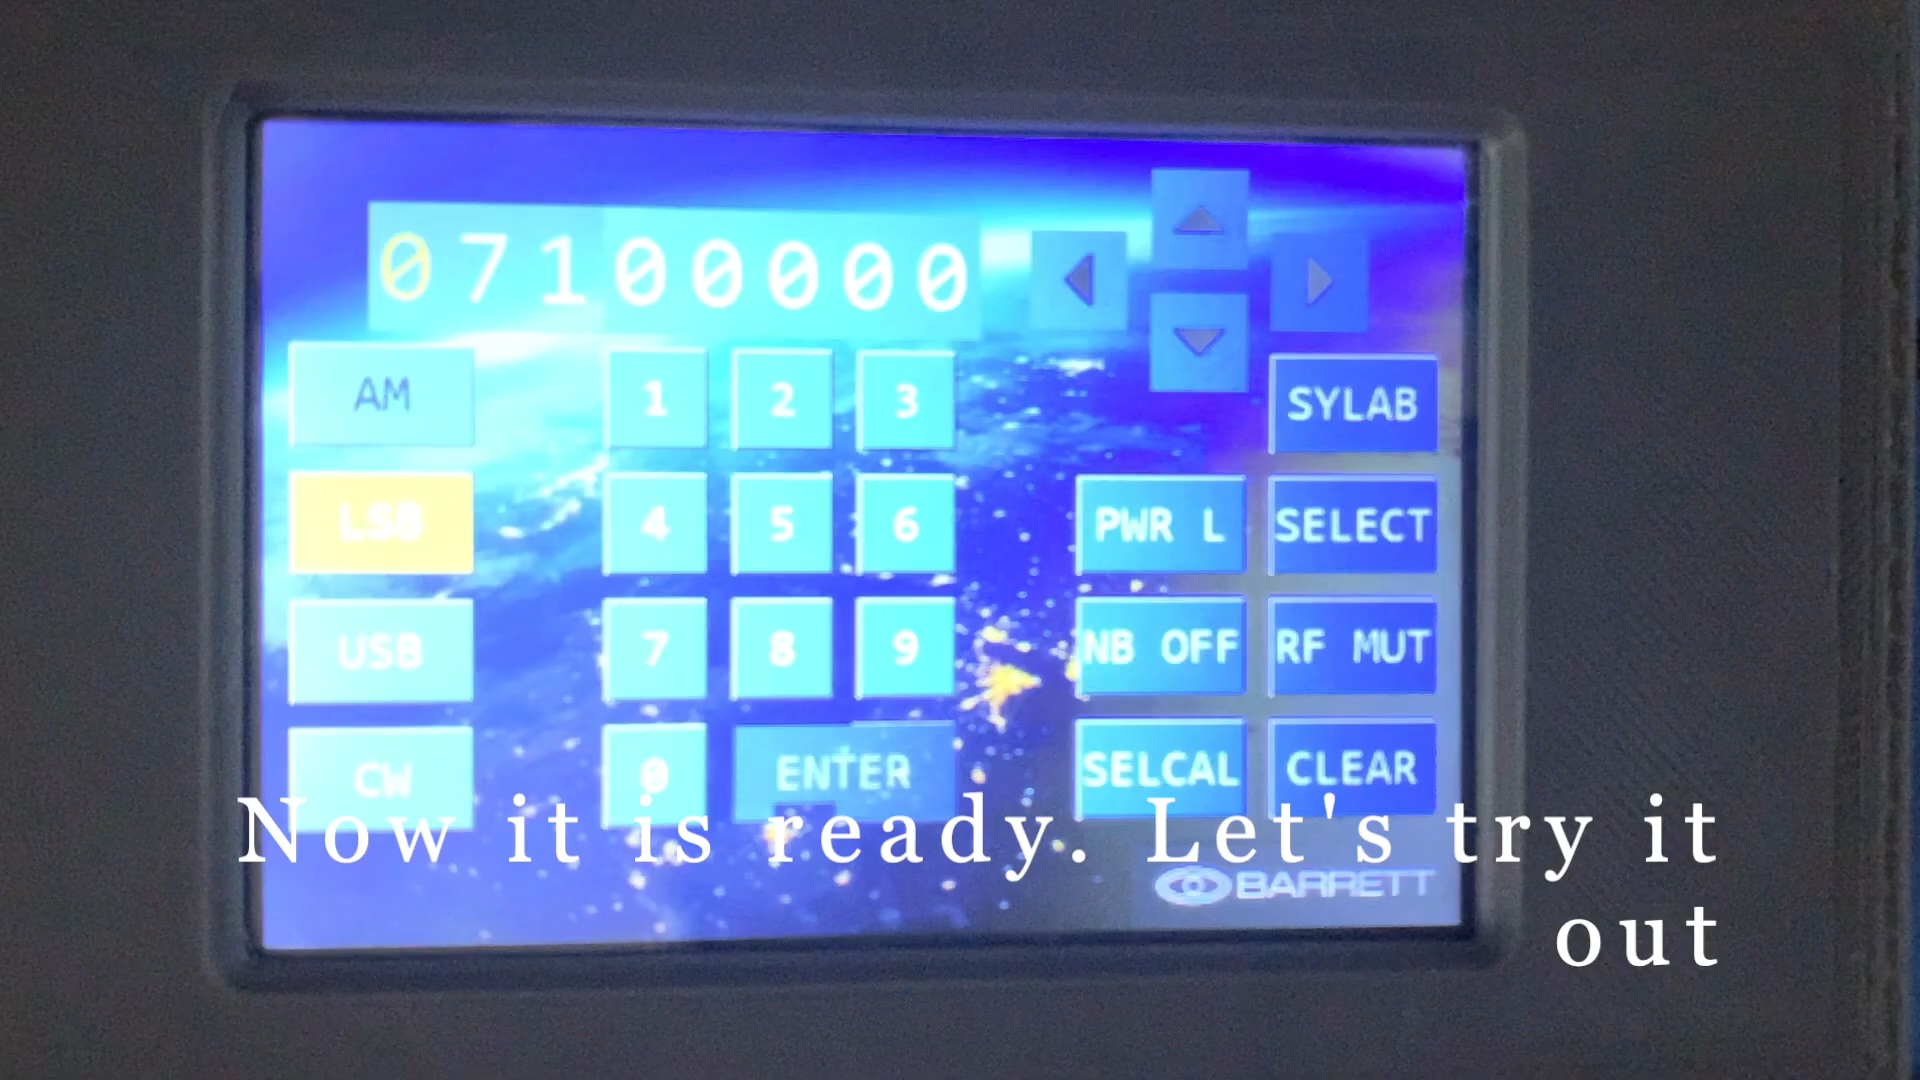 07100000
AM 1 2 3 SYLAB
LSB 4 5 6 PWR L SELECT
USB 7 8 9 NB OFF RF MUT
CW 0 ENTER SELCAL CLEAR
Now it is ready. Let's try it
out
BARRETT